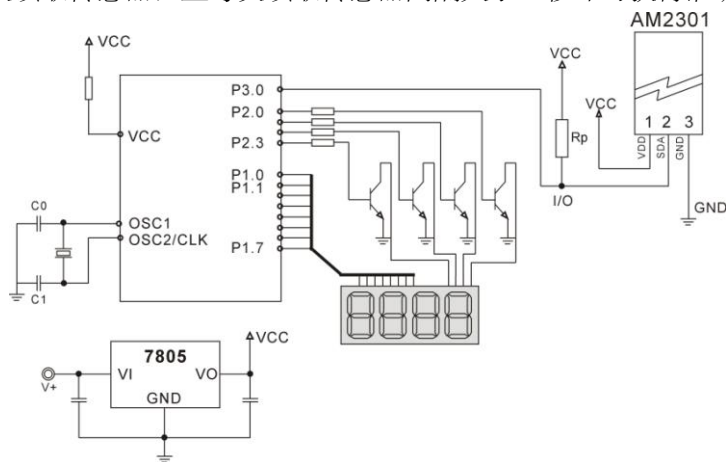 AM2301
VCC
VCC
VCC
P3.0
P2.0
P2.3
P1.0
P1.1
P1.7
VCC
OSC1
OSC2/CLK
C0
C1
Rp
I/O
1 2 3
VDD
SDA
GND
GND
8888
VCC
7805
VI VO
GND
V+